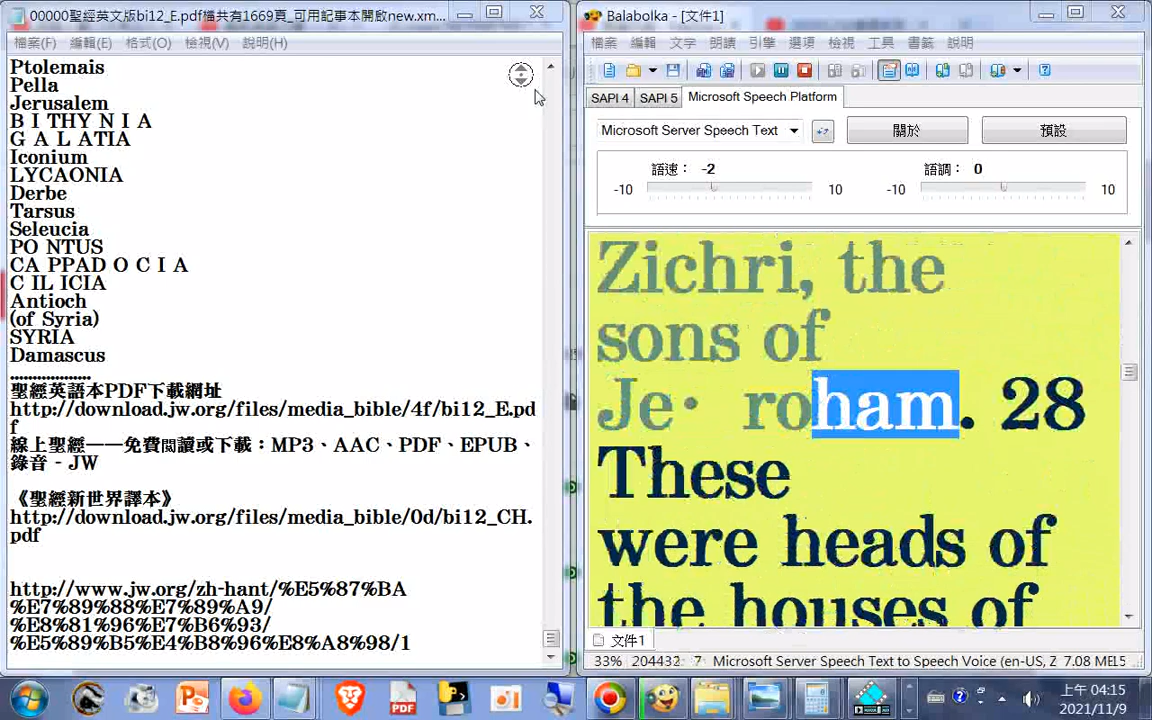 00000聖經英文版bi12_E.pdf檔共有1669頁_可用記事本開啟new.xm...
檔案(F) 編輯(E) 格式(O) 檢視(V) 說明(H)
Ptolemais
Pella
Jerusalem
B I THY N I A
G A L ATIA
Iconium
LYCAONIA
Derbe
Tarsus
Seleucia
PO NTUS
CA PPAD O C I A
C IL ICIA
Antioch
(of Syria)
SYRIA
Damascus
..................
聖經英語本PDF下載網址
http://download.jw.org/files/media_bible/4f/bi12_E.pd
f
線上聖經——免費閱讀或下載：MP3、AAC、PDF、EPUB、
錄音 - JW
《聖經新世界譯本》
http://download.jw.org/files/media_bible/0d/bi12_CH.
pdf
http://www.jw.org/zh-hant/%E5%87%BA
%E7%89%88%E7%89%A9/
%E8%81%96%E7%B6%93/
%E5%89%B5%E4%B8%96%E8%A8%98/1
Balabolka - [文件1]
檔案 編輯 文字 朗讀 引擎 選項 檢視 工具 書籤 說明
SAPI 4 SAPI 5 Microsoft Speech Platform
Microsoft Server Speech Text 關於 預設
語速： -2 語調： 0
-10 10 -10 10
Zichri, the
sons of
Je· roham. 28
These
were heads of
the houses of
文件1
33% 204432: 7 Microsoft Server Speech Text to Speech Voice (en-US, Z 7.08 MB
PDF
上午 04:15
2021/11/9